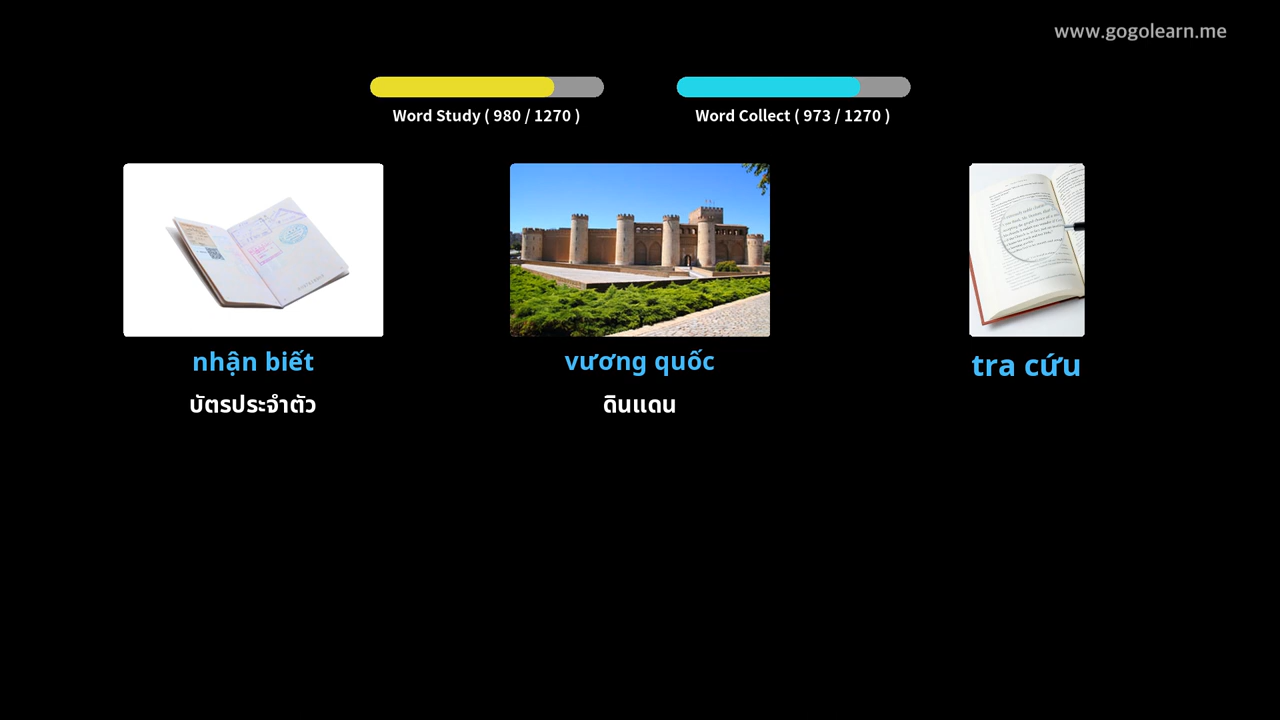 www.gogolearn.me
Word Study ( 980 / 1270 )
Word Collect ( 973 / 1270 )
nhận biết
vương quốc
tra cứu
บัตรประจำตัว
ดินแดน